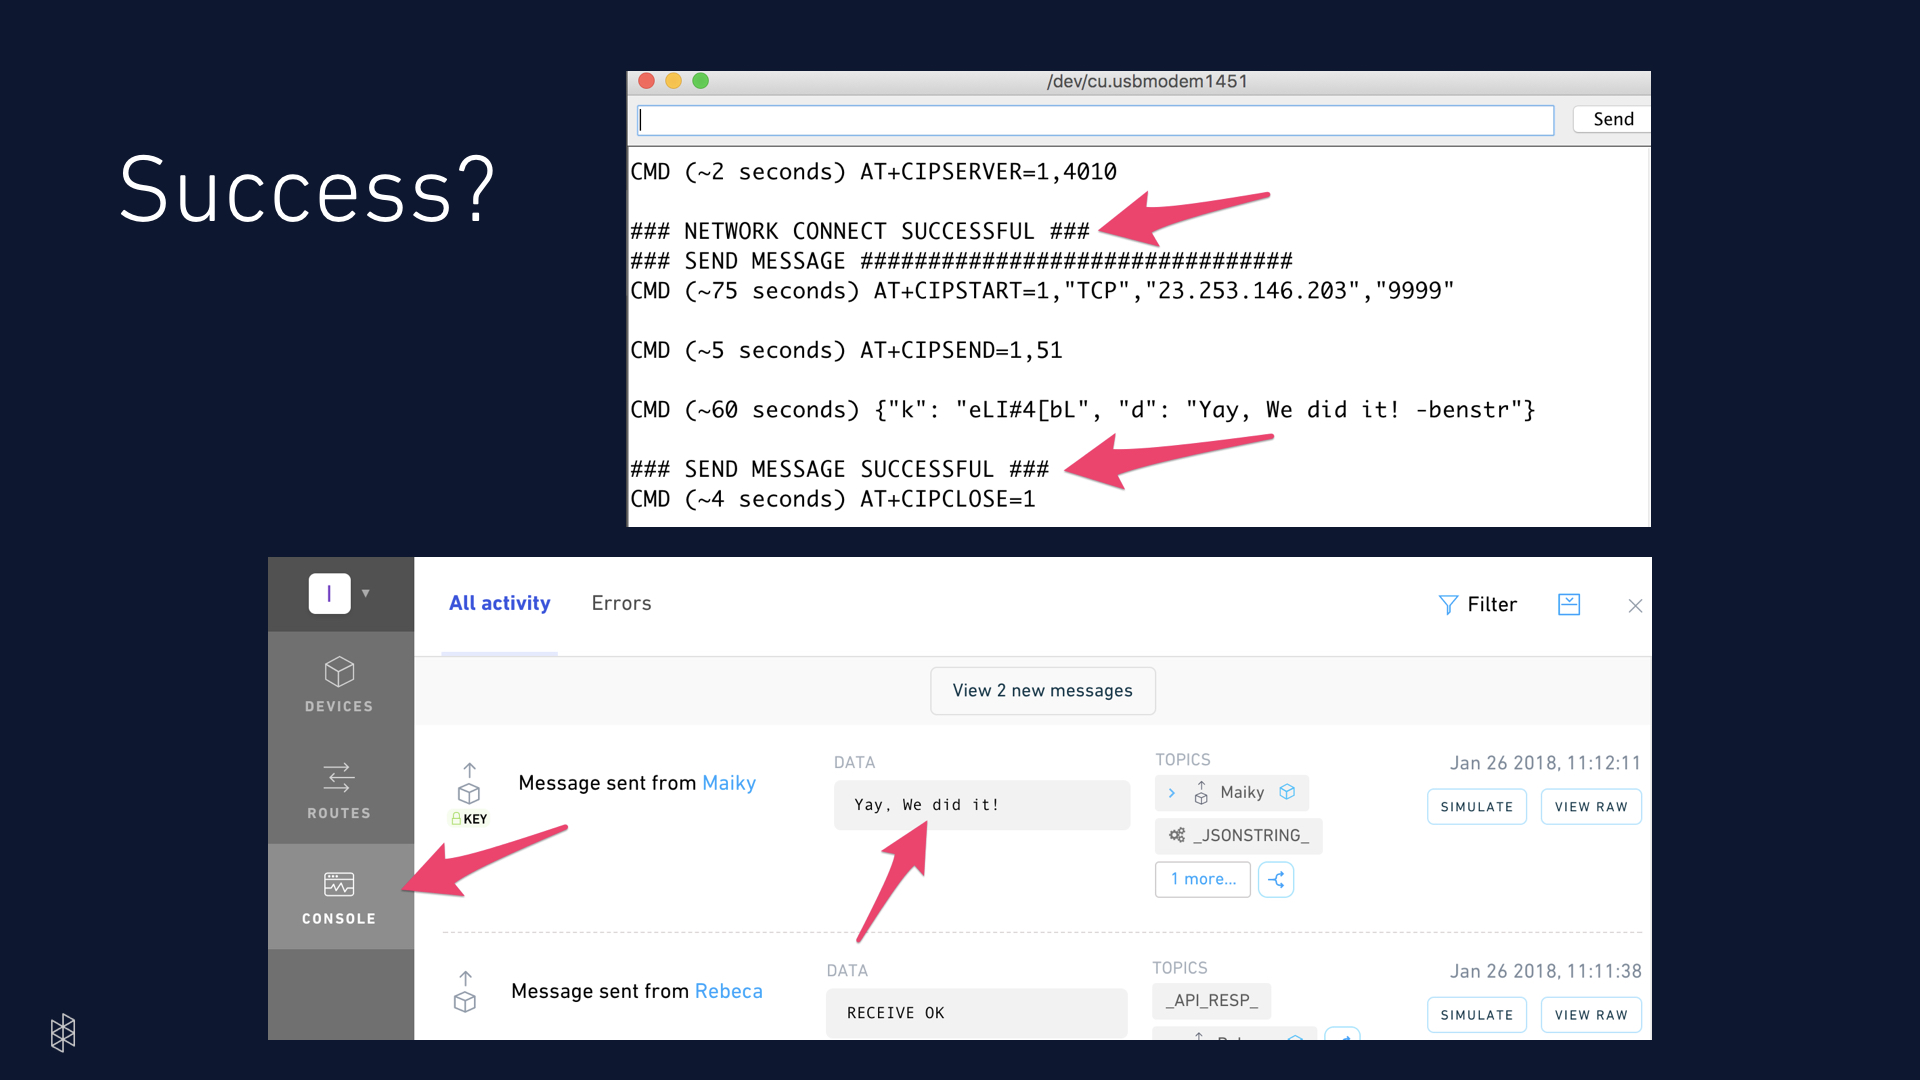 Success?
/dev/cu.usbmodem1451
Send
CMD (~2 seconds) AT+CIPSERVER=1,4010
### NETWORK CONNECT SUCCESSFUL ###
### SEND MESSAGE ################################
CMD (~75 seconds) AT+CIPSTART=1,"TCP","23.253.146.203","9999"
CMD (~5 seconds) AT+CIPSEND=1,51
CMD (~60 seconds) {"k": "eLI#4[bL", "d": "Yay, We did it! -benstr"}
### SEND MESSAGE SUCCESSFUL ###
CMD (~4 seconds) AT+CIPCLOSE=1
I
DEVICES
ROUTES
CONSOLE
All activity
Errors
Filter
View 2 new messages
KEY
Message sent from Maiky
DATA
Yay, We did it!
TOPICS
Maiky
_JSONSTRING_
1 more...
Jan 26 2018, 11:12:11
SIMULATE
VIEW RAW
Message sent from Rebeca
DATA
RECEIVE OK
TOPICS
_API_RESP_
Jan 26 2018, 11:11:38
SIMULATE
VIEW RAW